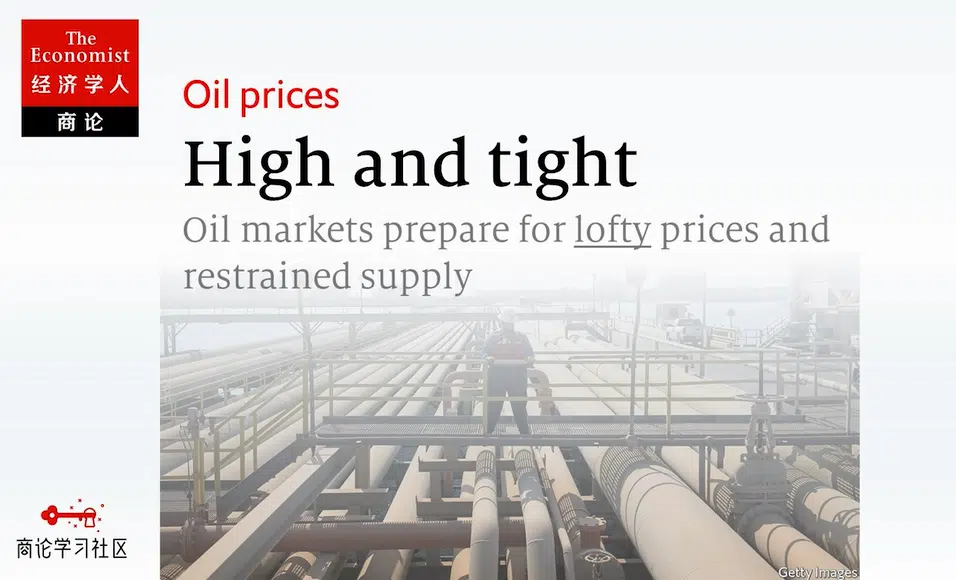 The
Economist
经济学人
商论
Oil prices
High and tight
Oil markets prepare for lofty prices and
restrained supply
商论学习社区
Getty Images